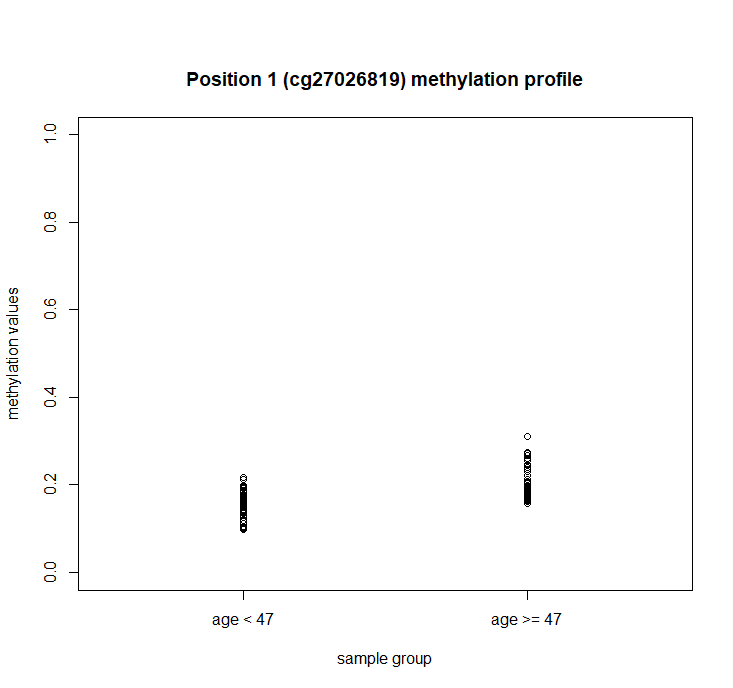 Position 1 (cg27026819) methylation profile
methylation values
1.0
0.8
0.6
0.4
0.2
0.0
age < 47
age >= 47
sample group